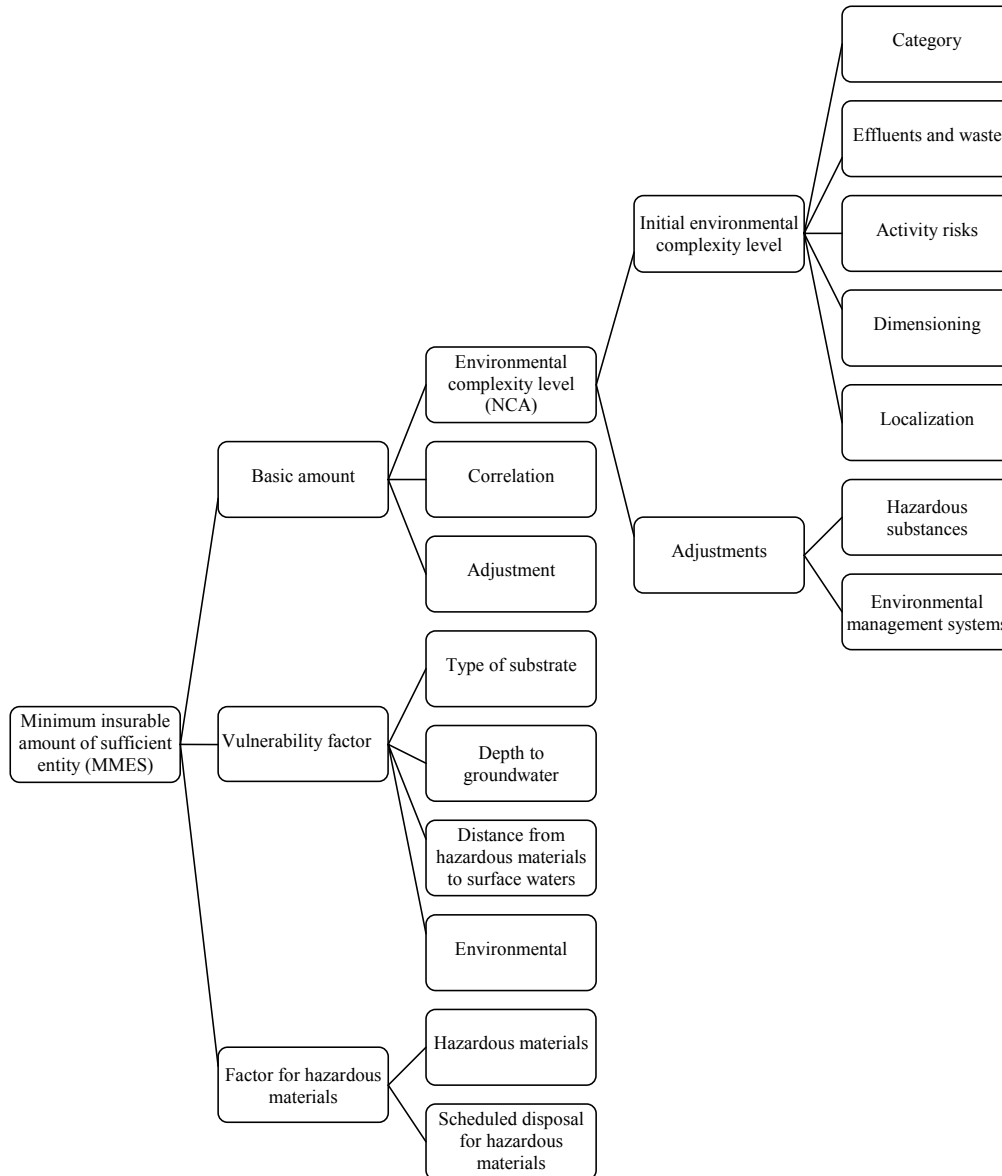 Category
Effluents and waste
Activity risks
Dimensioning
Localization
Initial environmental
complexity level
Hazardous
substances
Environmental
management systems
Adjustments
Environmental
complexity level
(NCA)
Correlation
Adjustment
Basic amount
Type of substrate
Depth to
groundwater
Distance from
hazardous materials
to surface waters
Environmental
Vulnerability factor
Minimum insurable
amount of sufficient
entity (MMES)
Hazardous materials
Scheduled disposal
for hazardous
materials
Factor for hazardous
materials